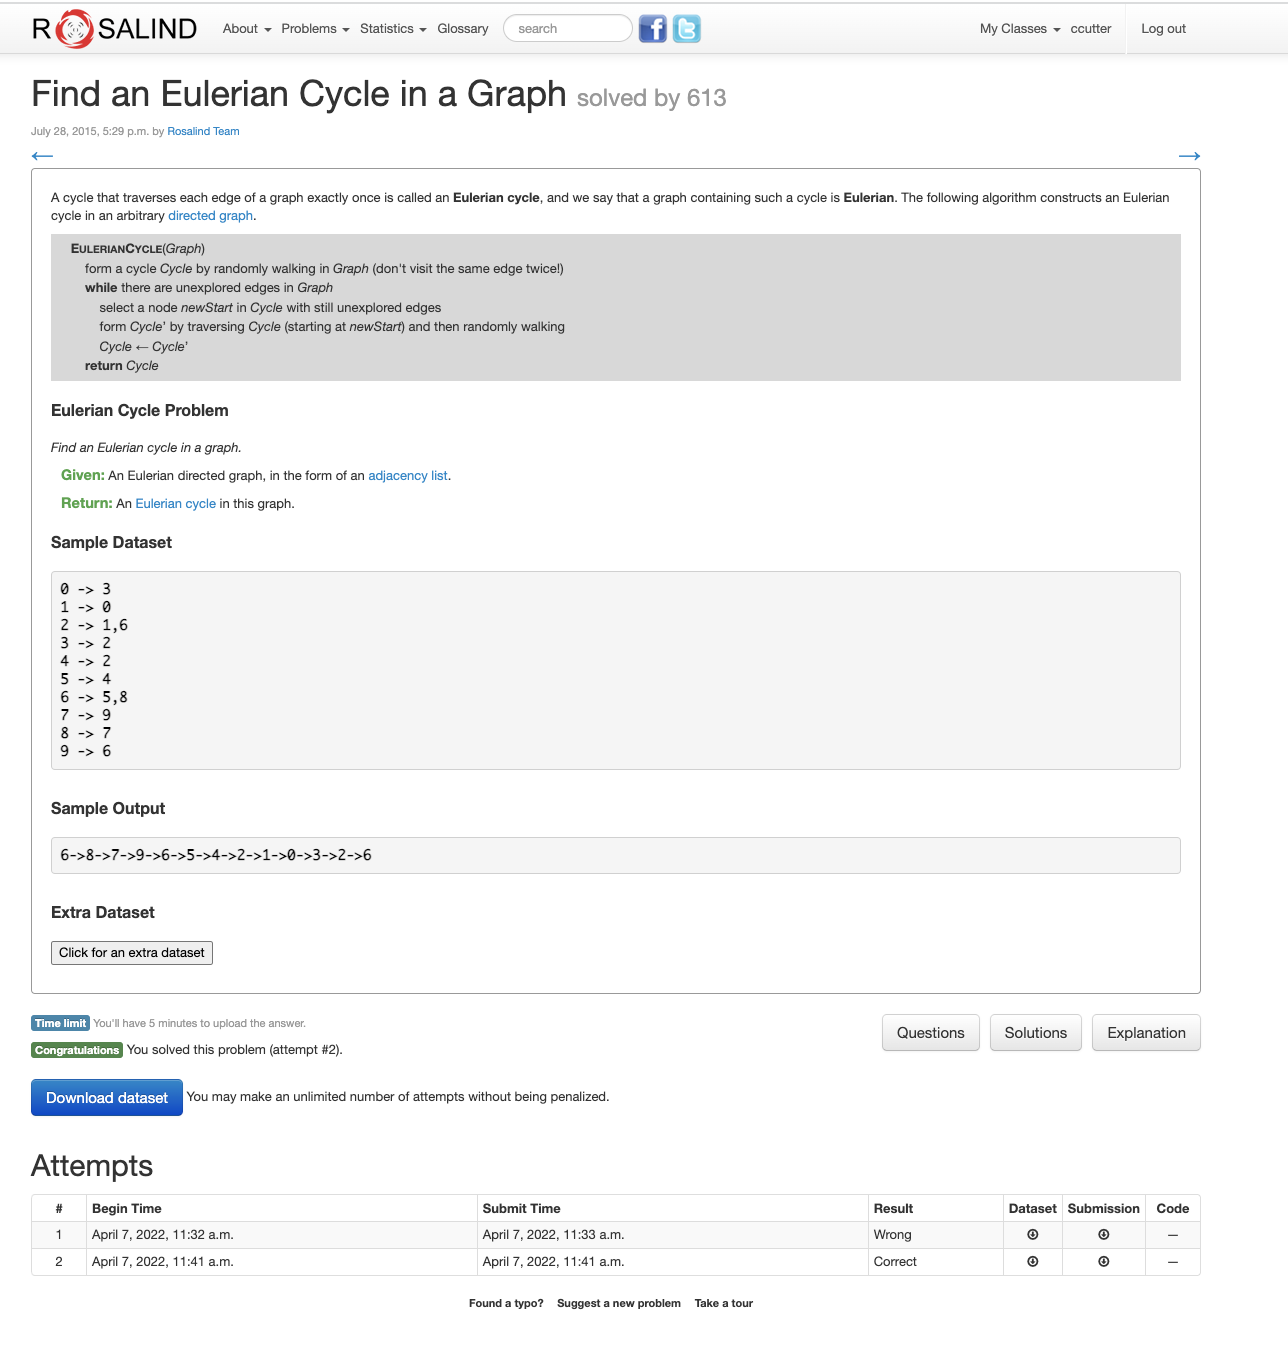 ROSALIND About Problems Statistics Glossary search f t My Classes ccutter Log out
Find an Eulerian Cycle in a Graph solved by 613
July 28, 2015, 5:29 p.m. by Rosalind Team
← →
A cycle that traverses each edge of a graph exactly once is called an Eulerian cycle, and we say that a graph containing such a cycle is Eulerian. The following algorithm constructs an Eulerian
cycle in an arbitrary directed graph.
EULERIANCYCLE(Graph)
form a cycle Cycle by randomly walking in Graph (don't visit the same edge twice!)
while there are unexplored edges in Graph
select a node newStart in Cycle with still unexplored edges
form Cycle’ by traversing Cycle (starting at newStart) and then randomly walking
Cycle ← Cycle’
return Cycle
Eulerian Cycle Problem
Find an Eulerian cycle in a graph.
Given: An Eulerian directed graph, in the form of an adjacency list.
Return: An Eulerian cycle in this graph.
Sample Dataset
0 -> 3
1 -> 0
2 -> 1,6
3 -> 2
4 -> 2
5 -> 4
6 -> 5,8
7 -> 9
8 -> 7
9 -> 6
Sample Output
6->8->7->9->6->5->4->2->1->0->3->2->6
Extra Dataset
Click for an extra dataset
Time limit You'll have 5 minutes to upload the answer.
Questions Solutions Explanation
Congratulations You solved this problem (attempt #2).
Download dataset You may make an unlimited number of attempts without being penalized.
Attempts
# Begin Time Submit Time Result Dataset Submission Code
1 April 7, 2022, 11:32 a.m. April 7, 2022, 11:33 a.m. Wrong —
2 April 7, 2022, 11:41 a.m. April 7, 2022, 11:41 a.m. Correct —
Found a typo? Suggest a new problem Take a tour